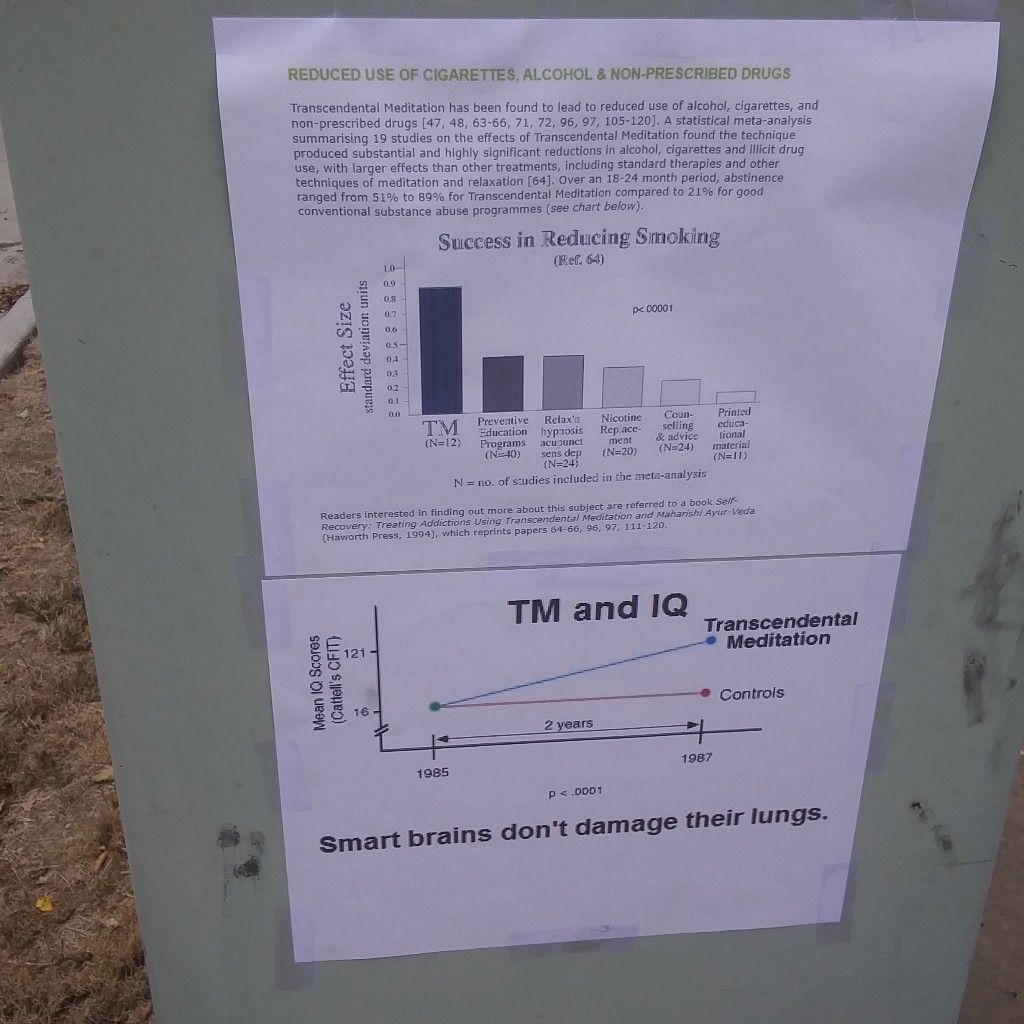 REDUCED USE OF CIGARETTES, ALCOHOL & NON-PRESCRIBED DRUGS
Transcendental Meditation has been found to lead to reduced use of alcohol, cigarettes, and
non-prescribed drugs [47, 48, 63-66, 71, 72, 96, 97, 105-120]. A statistical meta-analysis
summarising 19 studies on the effects of Transcendental Meditation found the technique
produced substantial and highly significant reductions in alcohol, cigarettes and illicit drug
use, with larger effects than other treatments, including standard therapies and other
techniques of meditation and relaxation [64]. Over an 18-24 month period, abstinence
ranged from 51% to 89% for Transcendental Meditation compared to 21% for good
conventional substance abuse programmes (see chart below).
Success in Reducing Smoking
(Ref. 64)
Effect Size
standard deviation units
1.0
0.9
0.8
0.7
0.6
0.5
0.4
0.3
0.2
0.1
0.0
p<.00001
TM
(N=12)
Preventive
Education
Programs
(N=40)
Relax'n
hypnosis
acupunct
sens dep
(N=24)
Nicotine
Replace-
ment
(N=20)
Coun-
selling
& advice
(N=24)
Printed
educa-
tional
material
(N=11)
N = no. of studies included in the meta-analysis
Readers interested in finding out more about this subject are referred to a book Self-
Recovery: Treating Addictions Using Transcendental Meditation and Maharishi Ayur-Veda
(Haworth Press, 1994), which reprints papers 64-66, 96, 97, 111-120.
TM and IQ
Mean IQ Scores
(Cattell's CFIT)
121
16
Transcendental
Meditation
Controls
2 years
1985
1987
p < .0001
Smart brains don't damage their lungs.